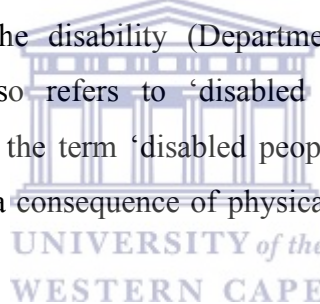 he disability (Departme
so refers to ‘disabled
the term ‘disabled peop
a consequence of physica
UNIVERSITY of the
WESTERN CAPE